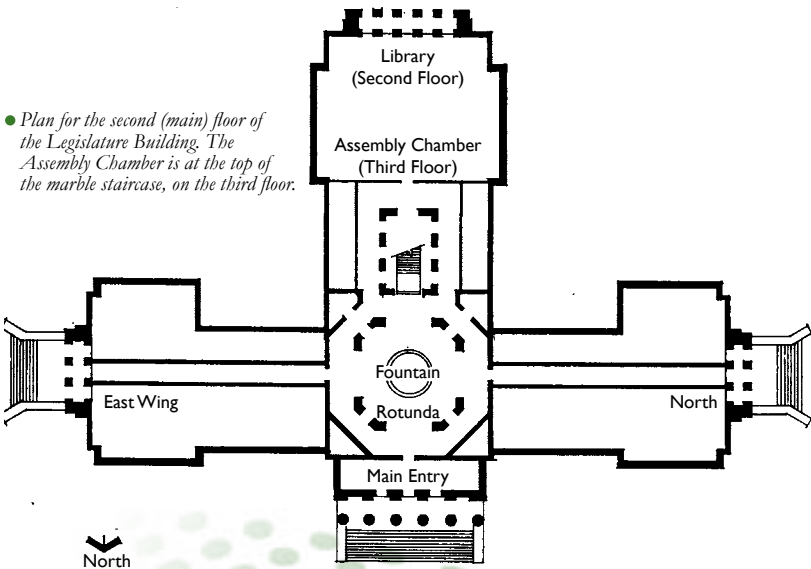 Library
(Second Floor)
Plan for the second (main) floor of
the Legislature Building. The
Assembly Chamber is at the top of
the marble staircase, on the third floor.
Assembly Chamber
(Third Floor)
Fountain
East Wing
Rotunda
North
Main Entry
North